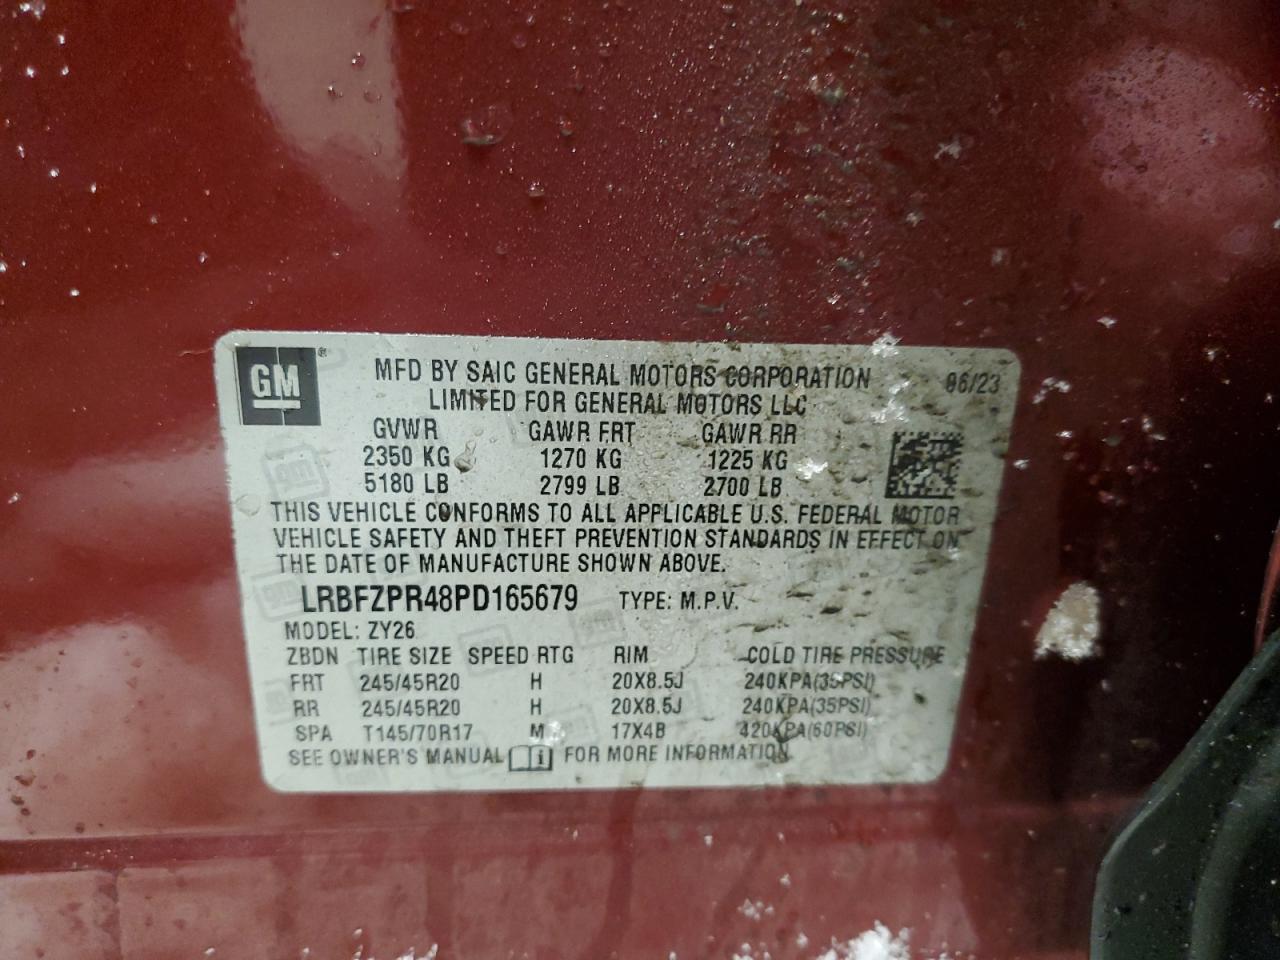 GM ®
MFD BY SAIC GENERAL MOTORS CORPORATION 06/23
LIMITED FOR GENERAL MOTORS LLC
GVWR GAWR FRT GAWR RR
2350 KG 1270 KG 1225 KG
5180 LB 2799 LB 2700 LB
THIS VEHICLE CONFORMS TO ALL APPLICABLE U.S. FEDERAL MOTOR
VEHICLE SAFETY AND THEFT PREVENTION STANDARDS IN EFFECT ON
THE DATE OF MANUFACTURE SHOWN ABOVE.
LRBFZPR48PD165679 TYPE: M.P.V.
MODEL: ZY26
ZBDN TIRE SIZE SPEED RTG RIM COLD TIRE PRESSURE
FRT 245/45R20 H 20X8.5J 240KPA(35PSI)
RR 245/45R20 H 20X8.5J 240KPA(35PSI)
SPA T145/70R17 M 17X4B 420KPA(60PSI)
SEE OWNER'S MANUAL i FOR MORE INFORMATION